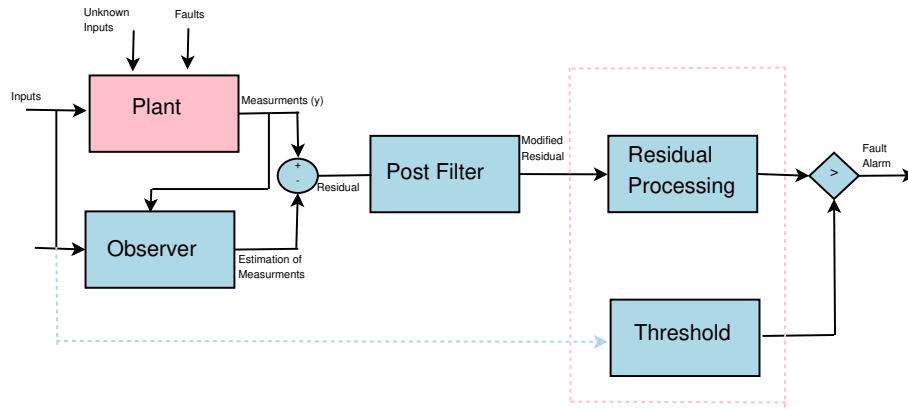 Unknown
Inputs
Faults
Inputs
Plant
Measurments (y)
+
-
Residual
Post Filter
Modified
Residual
Residual
Processing
>
Fault
Alarm
Observer
Estimation of
Measurments
Threshold